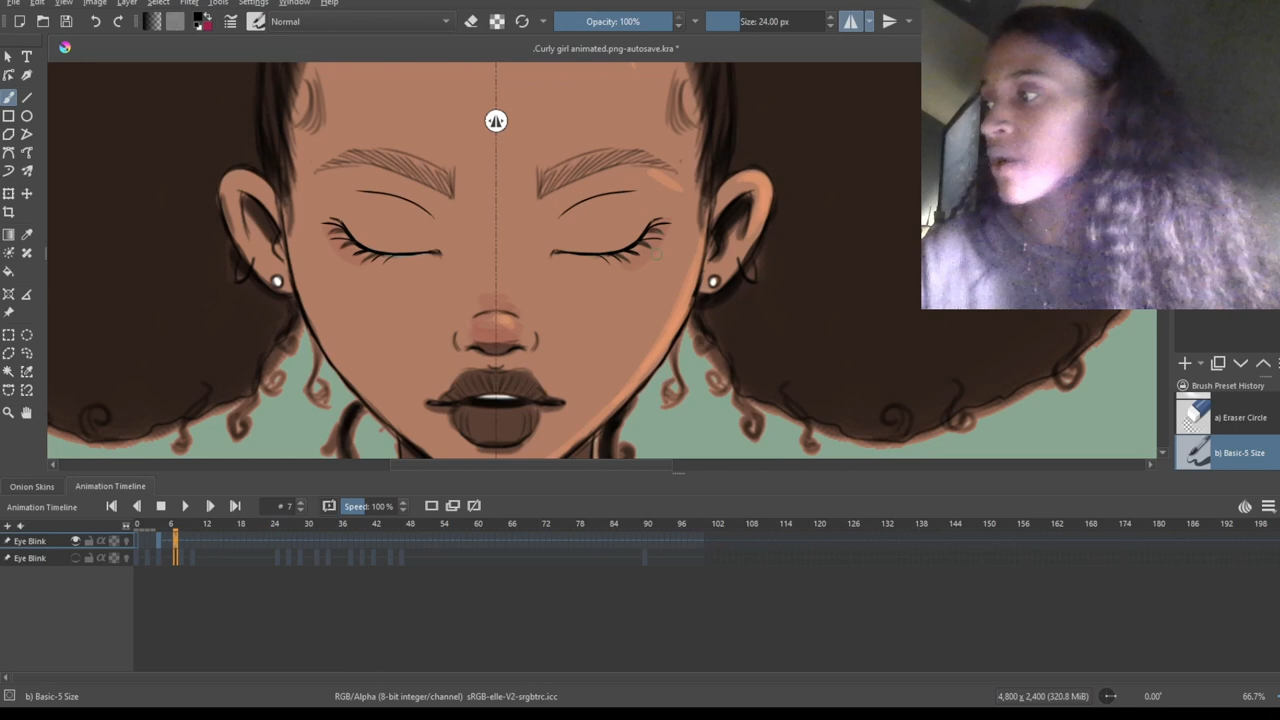 File Edit View Image Layer Select Filter Tools Settings Window Help
Normal Opacity: 100% Size: 24.00 px
.Curly girl animated.png-autosave.kra *
Brush Preset History
a) Eraser Circle
b) Basic-5 Size
Onion Skins Animation Timeline
Animation Timeline # 7 Speed: 100 %
0 6 12 18 24 30 36 42 48 54 60 66 72 78 84 90 96 102 108 114 120 126 132 138 144 150 156 162 168 174 180 186 192 198
Eye Blink
Eye Blink
b) Basic-5 Size RGB/Alpha (8-bit integer/channel) sRGB-elle-V2-srgbtrc.icc 4,800 x 2,400 (320.8 MiB) 0.00° 66.7%